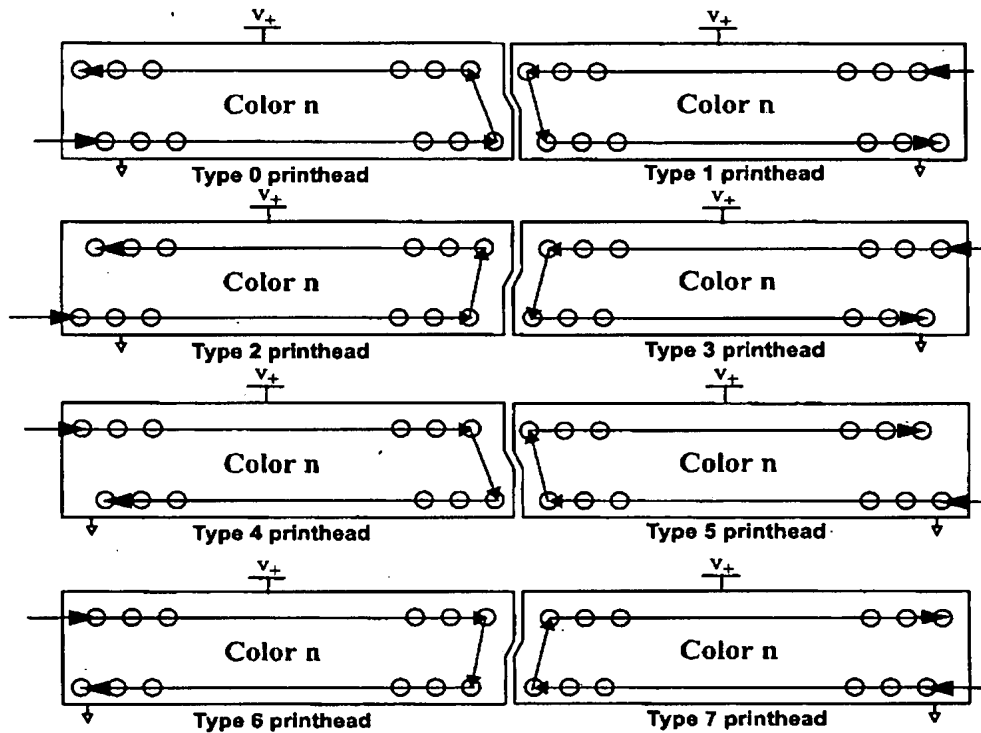 V+ V+
Color n Color n
Type 0 printhead Type 1 printhead
V+ V+
Color n Color n
Type 2 printhead Type 3 printhead
V+ V+
Color n Color n
Type 4 printhead Type 5 printhead
V+ V+
Color n Color n
Type 6 printhead Type 7 printhead